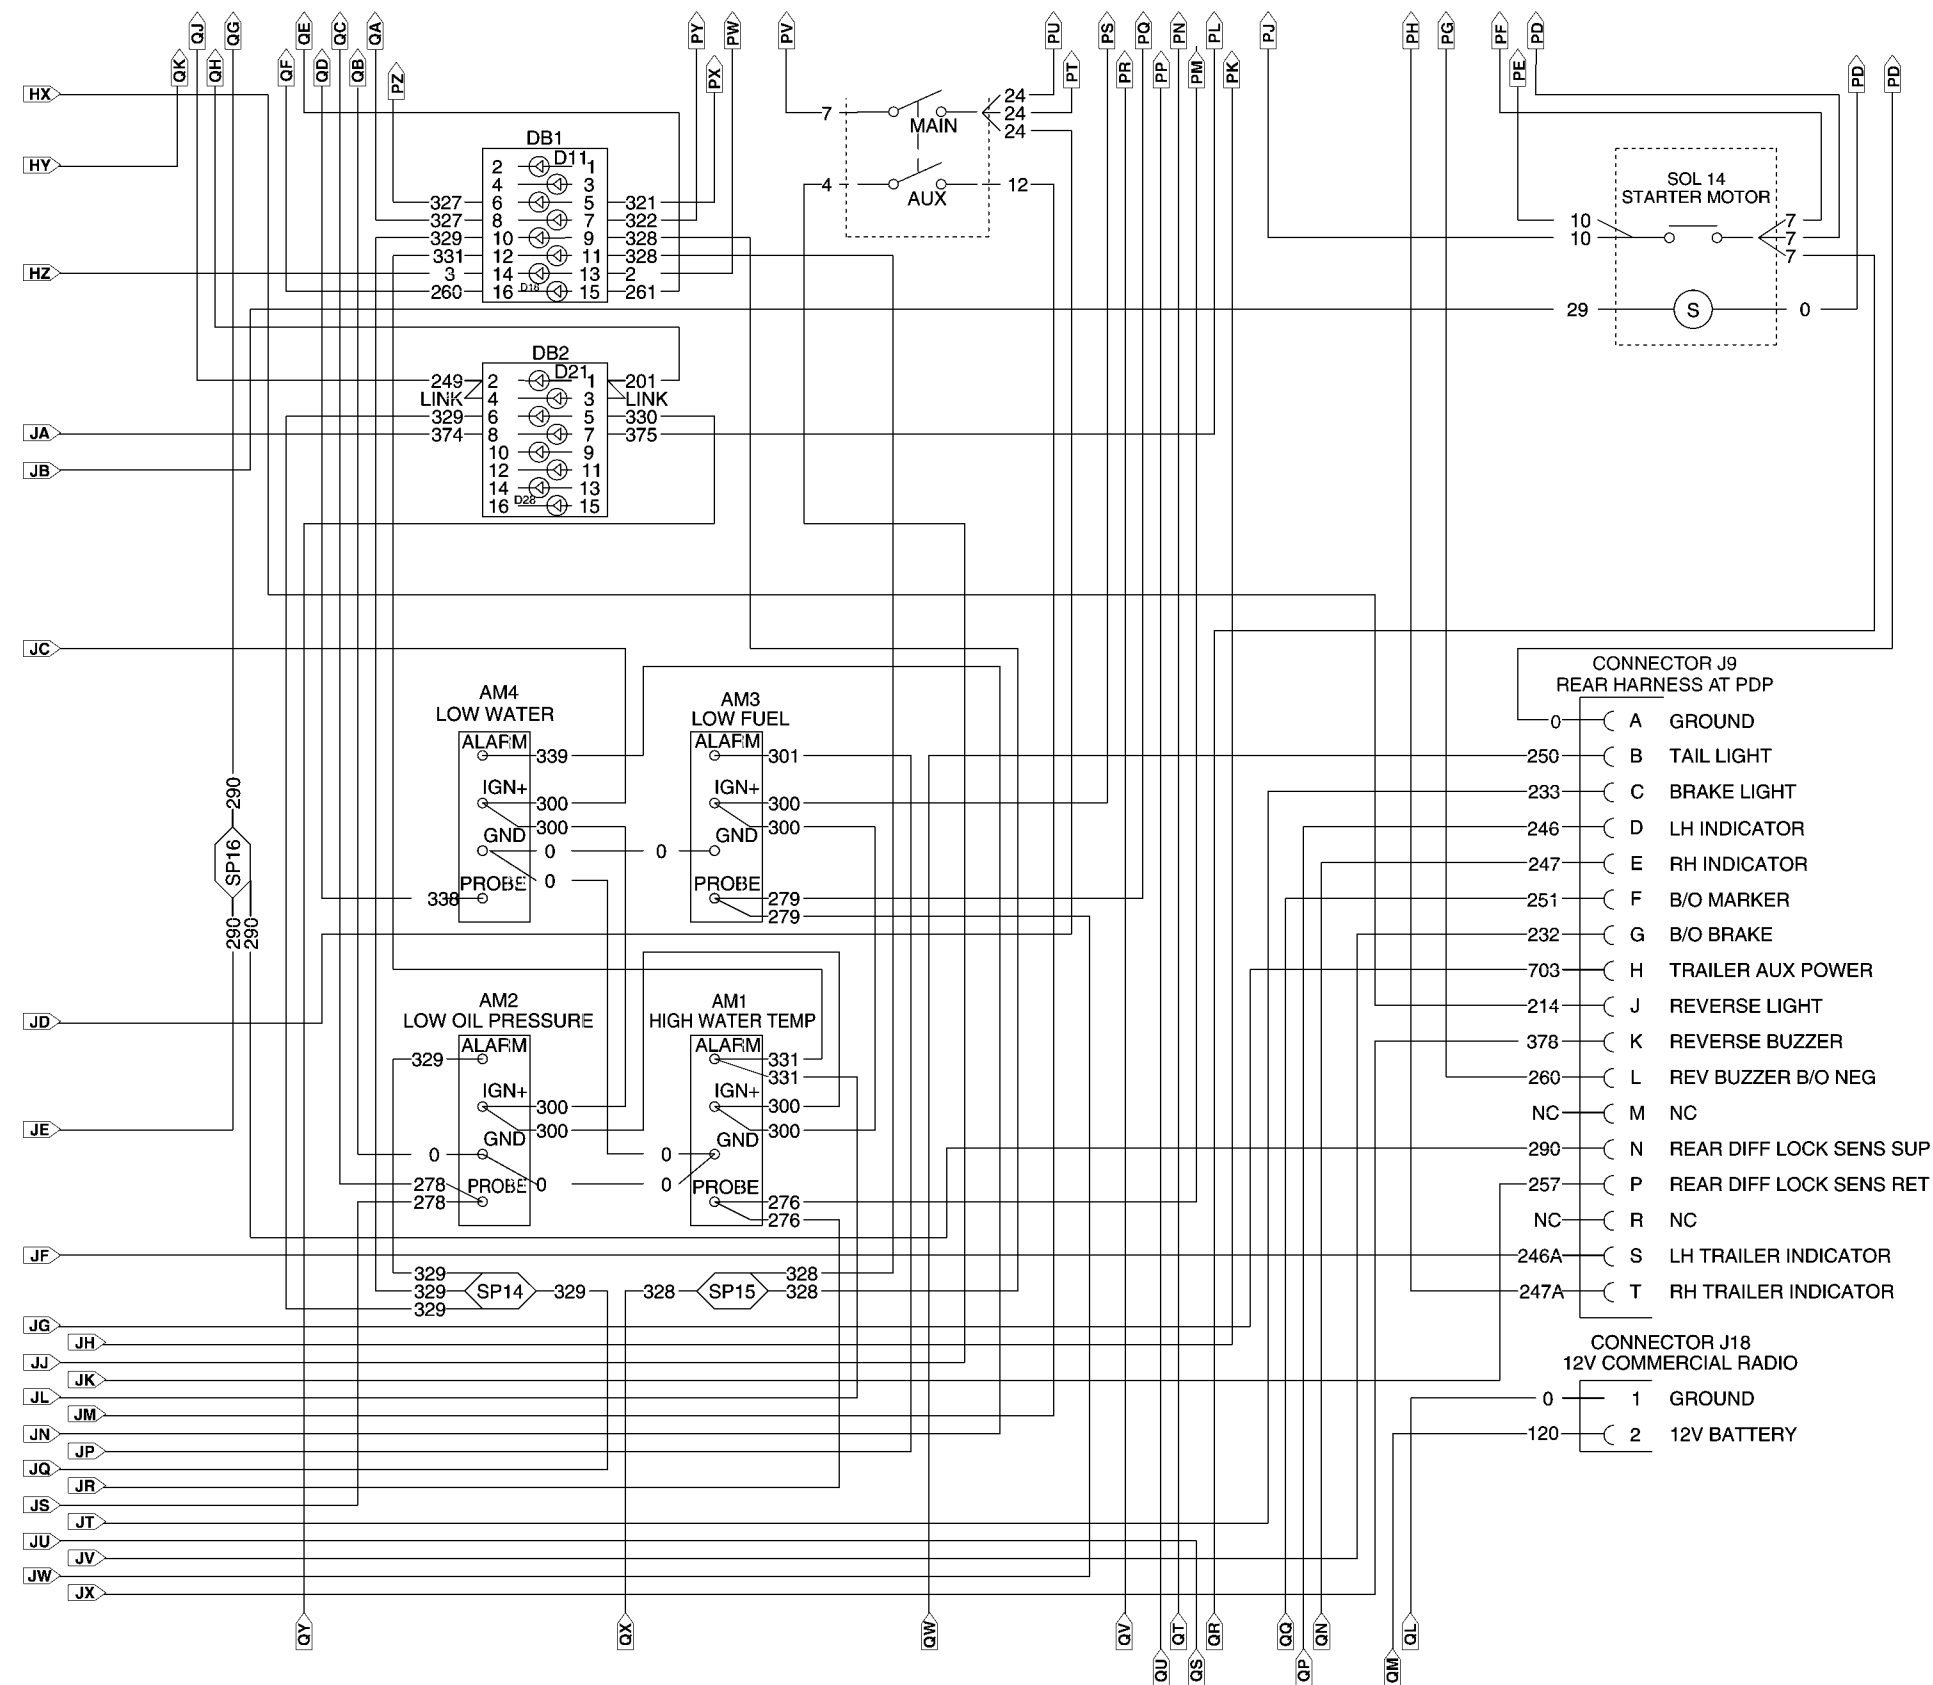 QJ QG QE QC QA PY PW PV PU PS PQ PN PL PJ PH PG PF PD
QK QH QF QD QB PZ PX PT PR PP PM PK PE PD PD
HX
HY
HZ
JA
JB
JC
JD
JE
JF
JG
JH
JJ
JK
JL
JM
JN
JP
JQ
JR
JS
JT
JU
JV
JW
JX
DB1
2 D11 1
4 3
327 6 5 321
327 8 7 322
329 10 9 328
331 12 11 328
3 14 13 2
260 16 D18 15 261
DB2
249 2 D21 1 201
LINK 4 3 LINK
329 6 5 330
374 8 7 375
10 9
12 11
14 13
16 D28 15
7 MAIN 24
24
24
4 AUX 12
SOL 14
STARTER MOTOR
10 7
10 7
7
29 S 0
290
SP16
290 290
AM4
LOW WATER
ALARM 339
IGN+ 300
300
GND 0
0
PROBE
338
AM3
LOW FUEL
ALARM 301
IGN+ 300
300
GND
0
PROBE 279
279
AM2
LOW OIL PRESSURE
ALARM
329
IGN+ 300
300
GND
0
278 PROBE 0
278
AM1
HIGH WATER TEMP
ALARM 331
331
IGN+ 300
300
GND
0
0 PROBE 276
276
329
329 SP14 329
329
328 SP15 328
328
CONNECTOR J9
REAR HARNESS AT PDP
0 A GROUND
250 B TAIL LIGHT
233 C BRAKE LIGHT
246 D LH INDICATOR
247 E RH INDICATOR
251 F B/O MARKER
232 G B/O BRAKE
703 H TRAILER AUX POWER
214 J REVERSE LIGHT
378 K REVERSE BUZZER
260 L REV BUZZER B/O NEG
NC M NC
290 N REAR DIFF LOCK SENS SUP
257 P REAR DIFF LOCK SENS RET
NC R NC
246A S LH TRAILER INDICATOR
247A T RH TRAILER INDICATOR
CONNECTOR J18
12V COMMERCIAL RADIO
0 1 GROUND
120 2 12V BATTERY
QY QX QW QV QT QR QQ QN QL
QU QS QP QM